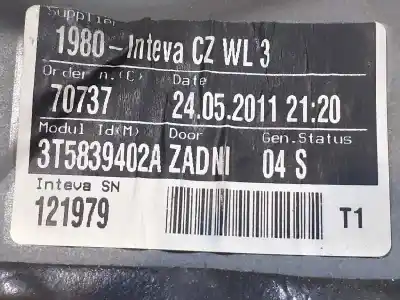 Supplier
1980-Inteva CZ WL 3
Order n.(C) Date
70737 24.05.2011 21:20
Modul Id(M) Door Gen.Status
3T5839402A ZADNI 04 S
Inteva SN
121979 T1